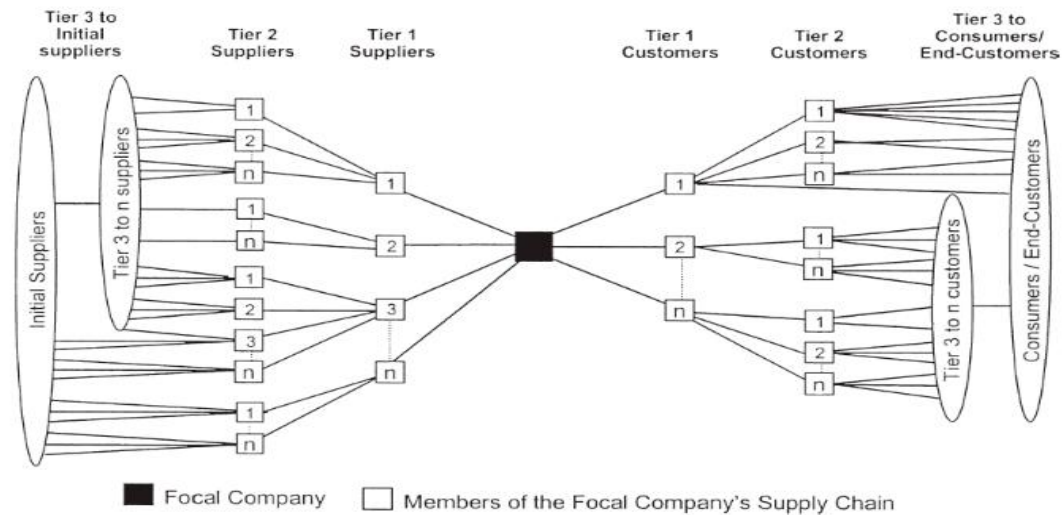 Tier 3 to
Initial
suppliers
Tier 2
Suppliers
Tier 1
Suppliers
Tier 1
Customers
Tier 2
Customers
Tier 3 to
Consumers/
End-Customers
Initial Suppliers
Tier 3 to n suppliers
1
2
n
1
n
1
2
3
n
1
n
1
2
3
n
1
2
n
1
2
n
1
n
1
2
n
Tier 3 to n customers
Consumers / End-Customers
Focal Company
Members of the Focal Company's Supply Chain